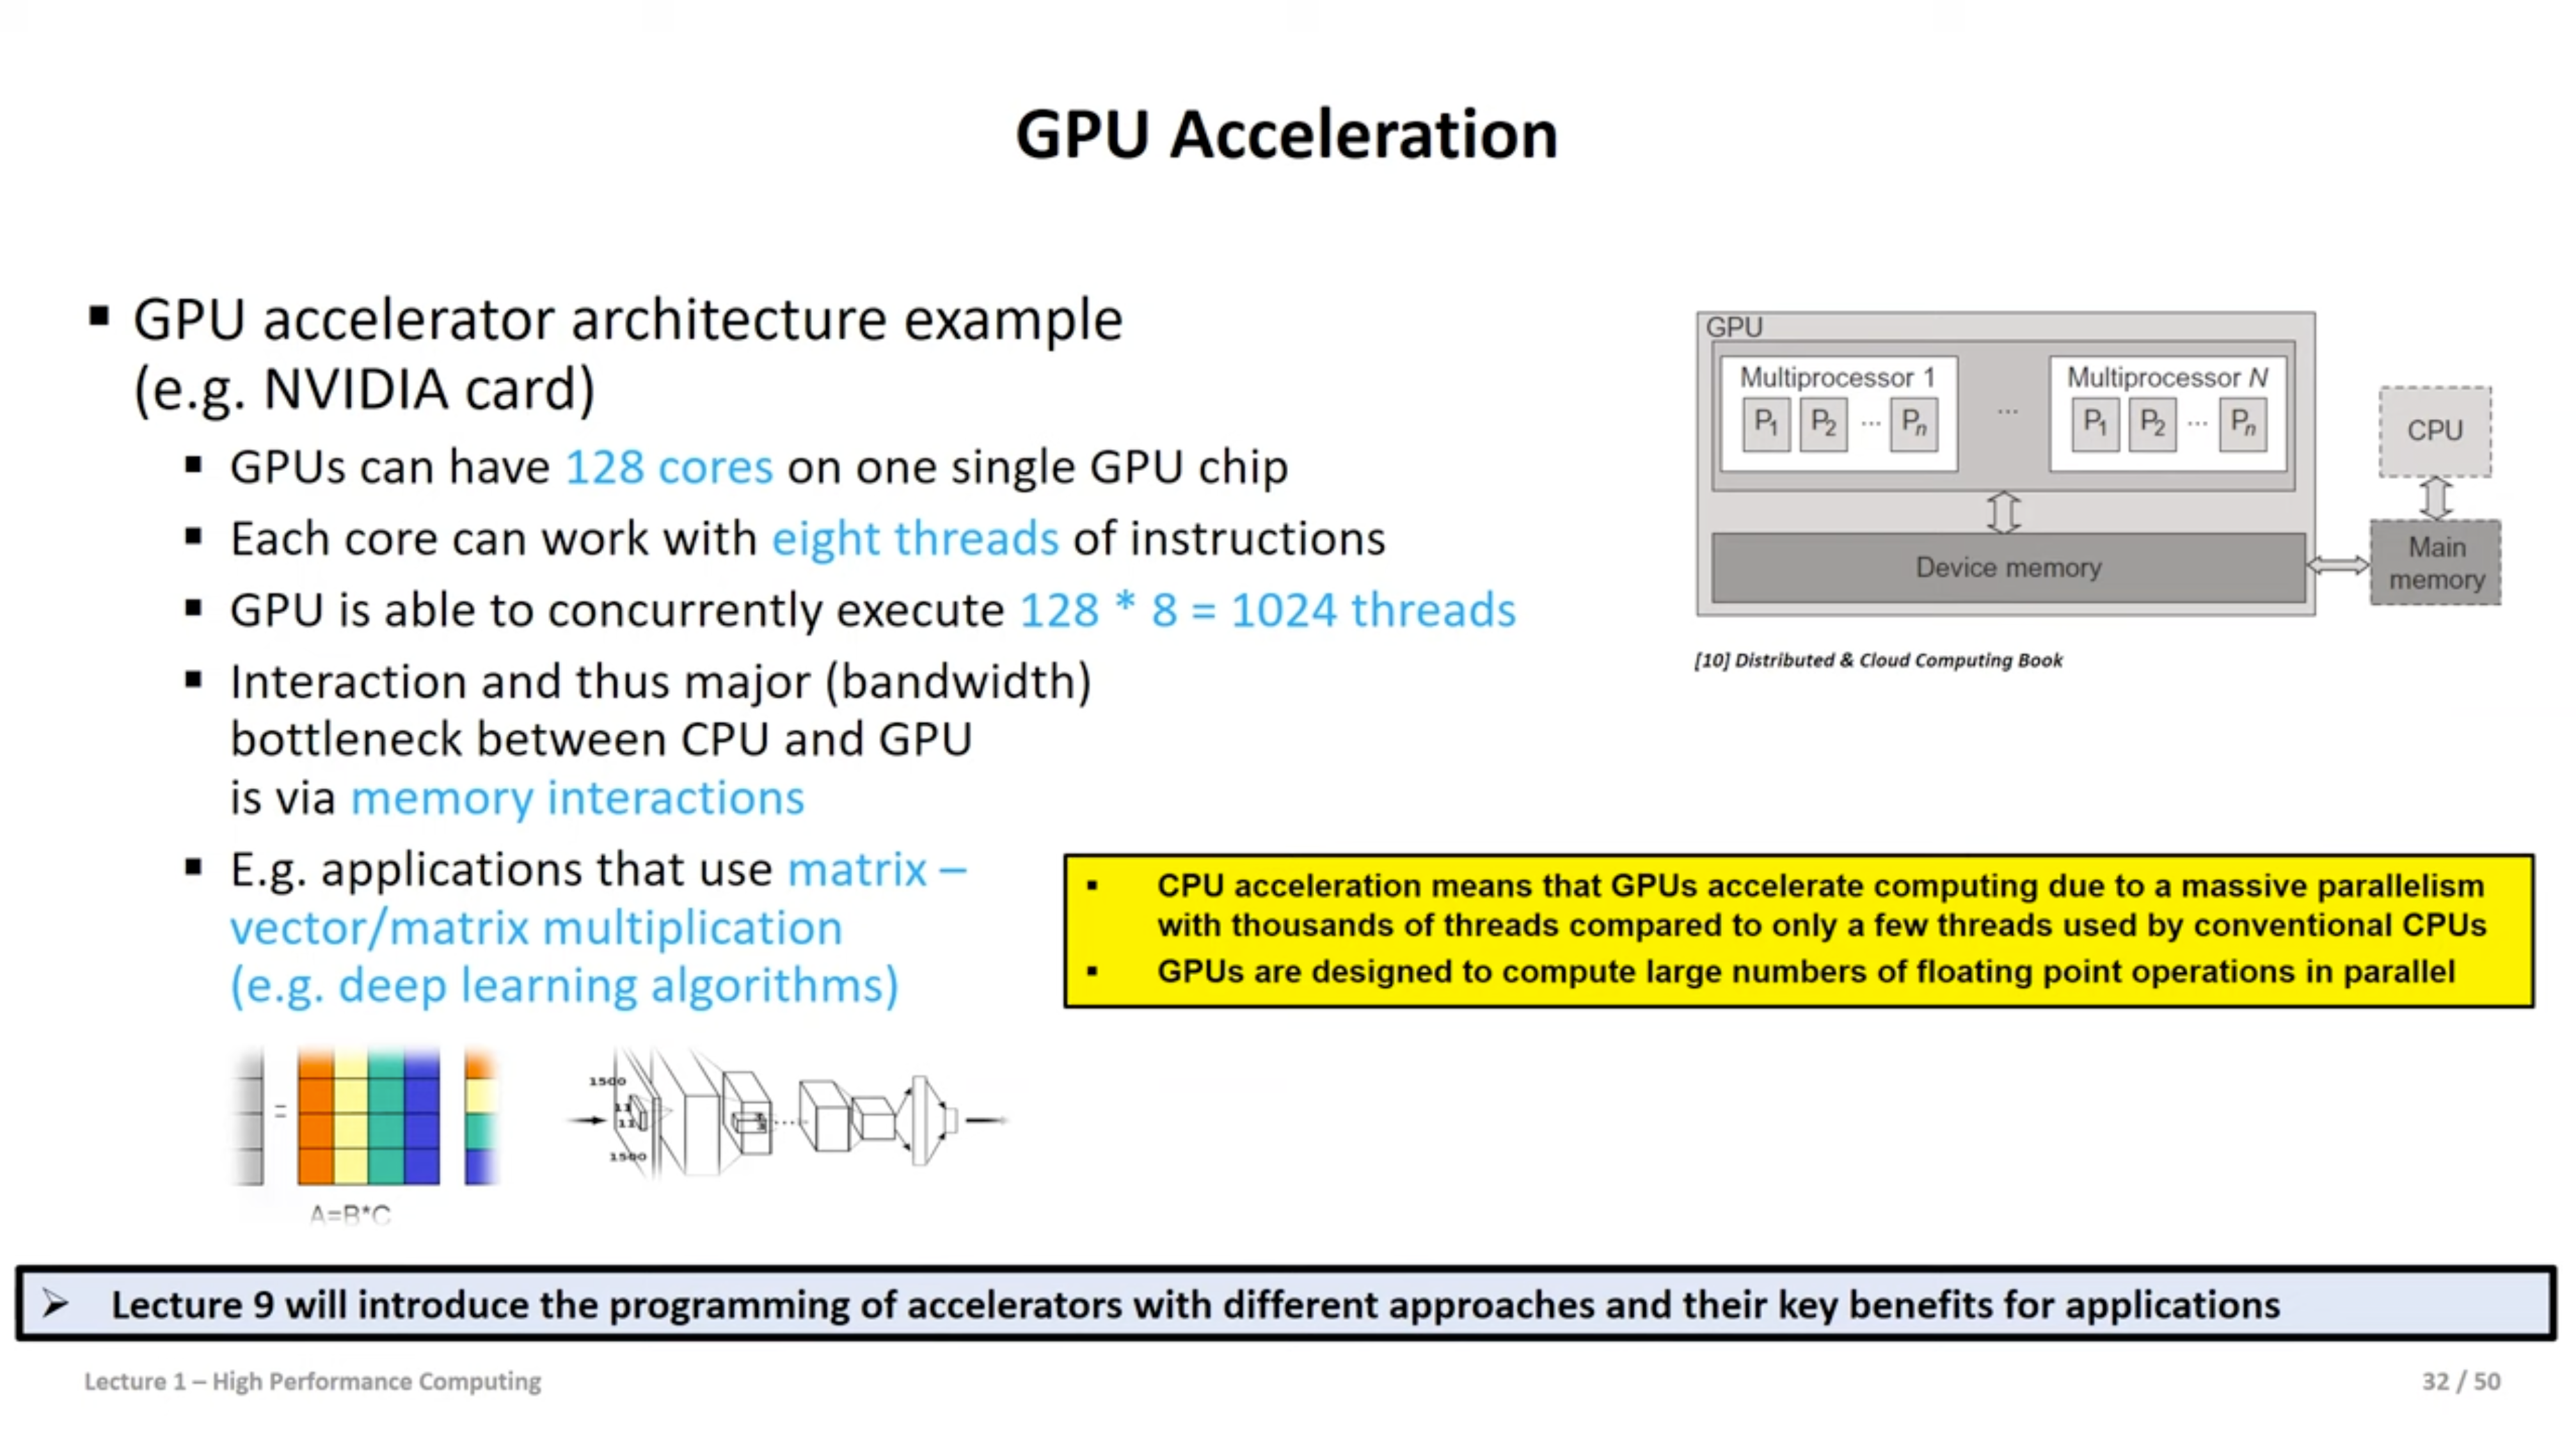 GPU Acceleration
GPU accelerator architecture example
(e.g. NVIDIA card)
GPUs can have 128 cores on one single GPU chip
Each core can work with eight threads of instructions
GPU is able to concurrently execute 128 * 8 = 1024 threads
Interaction and thus major (bandwidth)
bottleneck between CPU and GPU
is via memory interactions
E.g. applications that use matrix –
vector/matrix multiplication
(e.g. deep learning algorithms)
GPU
Multiprocessor 1
P1 P2 ... Pn
...
Multiprocessor N
P1 P2 ... Pn
Device memory
CPU
Main
memory
[10] Distributed & Cloud Computing Book
CPU acceleration means that GPUs accelerate computing due to a massive parallelism
with thousands of threads compared to only a few threads used by conventional CPUs
GPUs are designed to compute large numbers of floating point operations in parallel
=
A=B*C
1500
11
11
1500
Lecture 9 will introduce the programming of accelerators with different approaches and their key benefits for applications
Lecture 1 – High Performance Computing
32 / 50